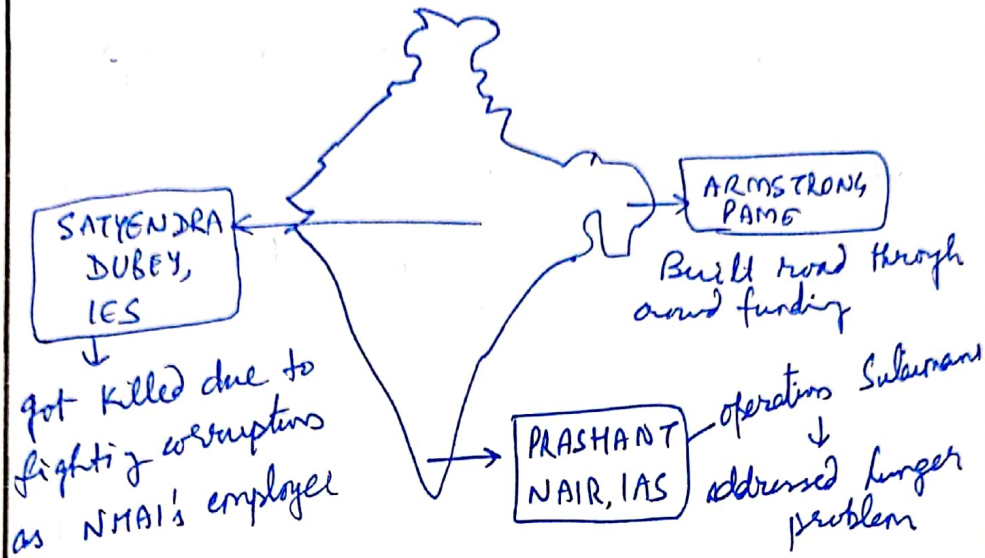 SATYENDRA
DUBEY,
IES
got killed due to
fighting corruptions
as NHAI's employee
ARMSTRONG
PAME
Built road through
crowd funding
PRASHANT
NAIR, IAS
operation Sulaimani
addressed hunger
problem